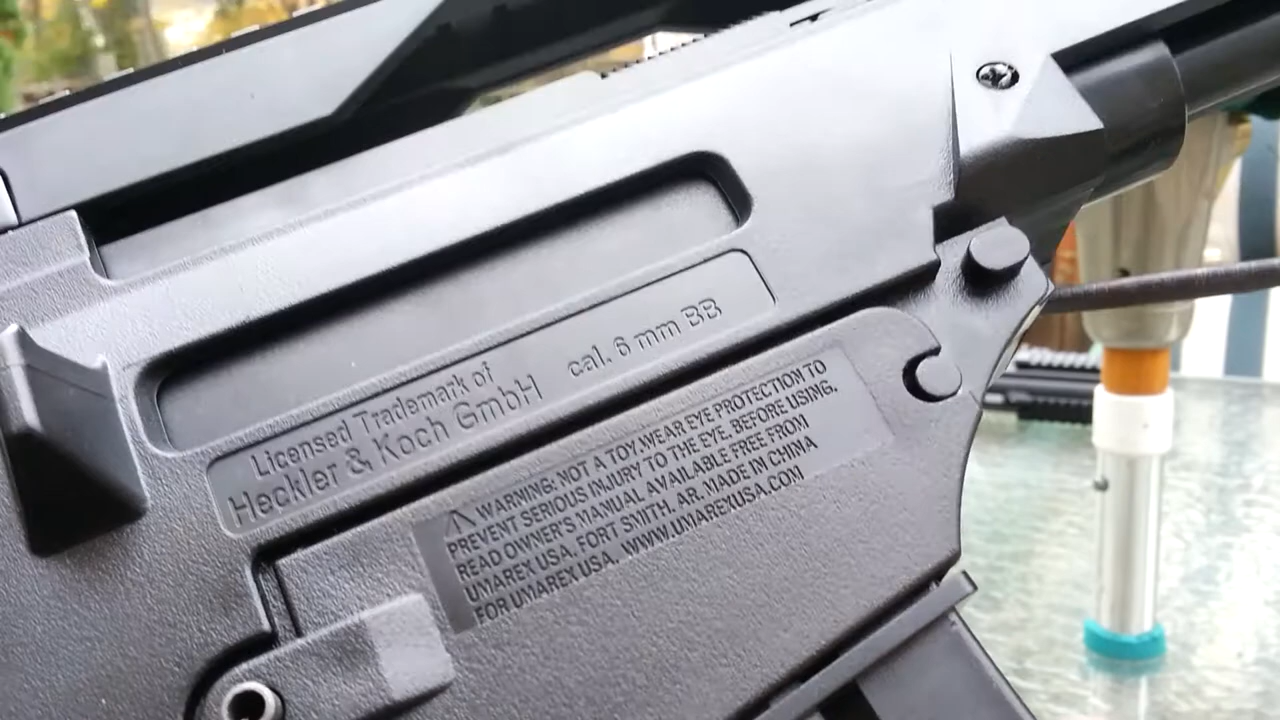 Licensed Trademark of
Heckler & Koch GmbH
cal. 6 mm BB
⚠ WARNING: NOT A TOY. WEAR EYE PROTECTION TO
PREVENT SERIOUS INJURY TO THE EYE. BEFORE USING,
READ OWNER'S MANUAL AVAILABLE FREE FROM
UMAREX USA, FORT SMITH, AR. MADE IN CHINA
FOR UMAREX USA. WWW.UMAREXUSA.COM